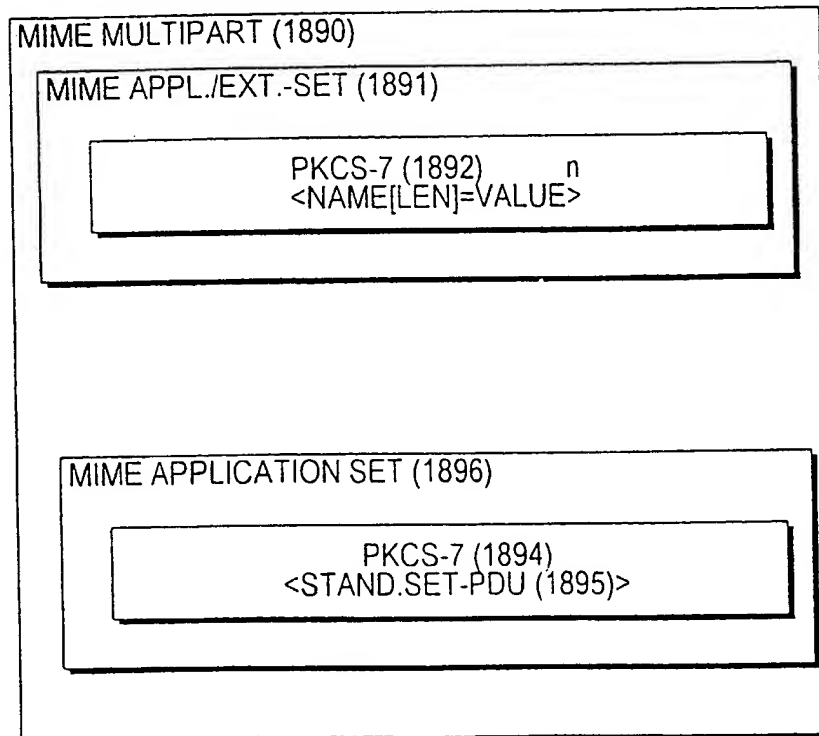 MIME MULTIPART (1890)
MIME APPL./EXT.-SET (1891)
PKCS-7 (1892) n
<NAME[LEN]=VALUE>
MIME APPLICATION SET (1896)
PKCS-7 (1894)
<STAND.SET-PDU (1895)>